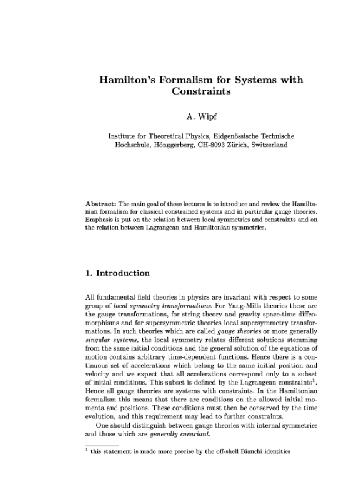 Hamilton's Formalism for Systems with
Constraints
A. Wipf
Institute for Theoretical Physics, Eidgenössische Technische
Hochschule, Hönggerberg, CH-8093 Zürich, Switzerland
Abstract: The main goal of these lectures is to introduce and review the Hamilto-
nian formalism for classical constrained systems and in particular gauge theories.
Emphasis is put on the relation between local symmetries and constraints and on
the relation between Lagrangean and Hamiltonian symmetries.
1. Introduction
All fundamental field theories in physics are invariant with respect to some
group of local symmetry transformations. For Yang-Mills theories these are
the gauge transformations, for string theory and gravity space-time diffeo-
morphisms and for supersymmetric theories local supersymmetry transfor-
mations. In such theories which are called gauge theories or more generally
singular systems, the local symmetry relates different solutions stemming
from the same initial conditions and the general solution of the equations of
motion contains arbitrary time-dependent functions. Hence there is a con-
tinuous set of accelerations which belong to the same initial position and
velocity and we expect that all accelerations correspond only to a subset
of initial conditions. This subset is defined by the Lagrangean constraints¹.
Hence all gauge theories are systems with constraints. In the Hamiltonian
formalism this means that there are conditions on the allowed initial mo-
menta and positions. These conditions must then be conserved by the time
evolution, and this requirement may lead to further constraints.
One should distinguish between gauge theories with internal symmetries
and those which are generally covariant.
¹ this statement is made more precise by the off-shell Bianchi identities